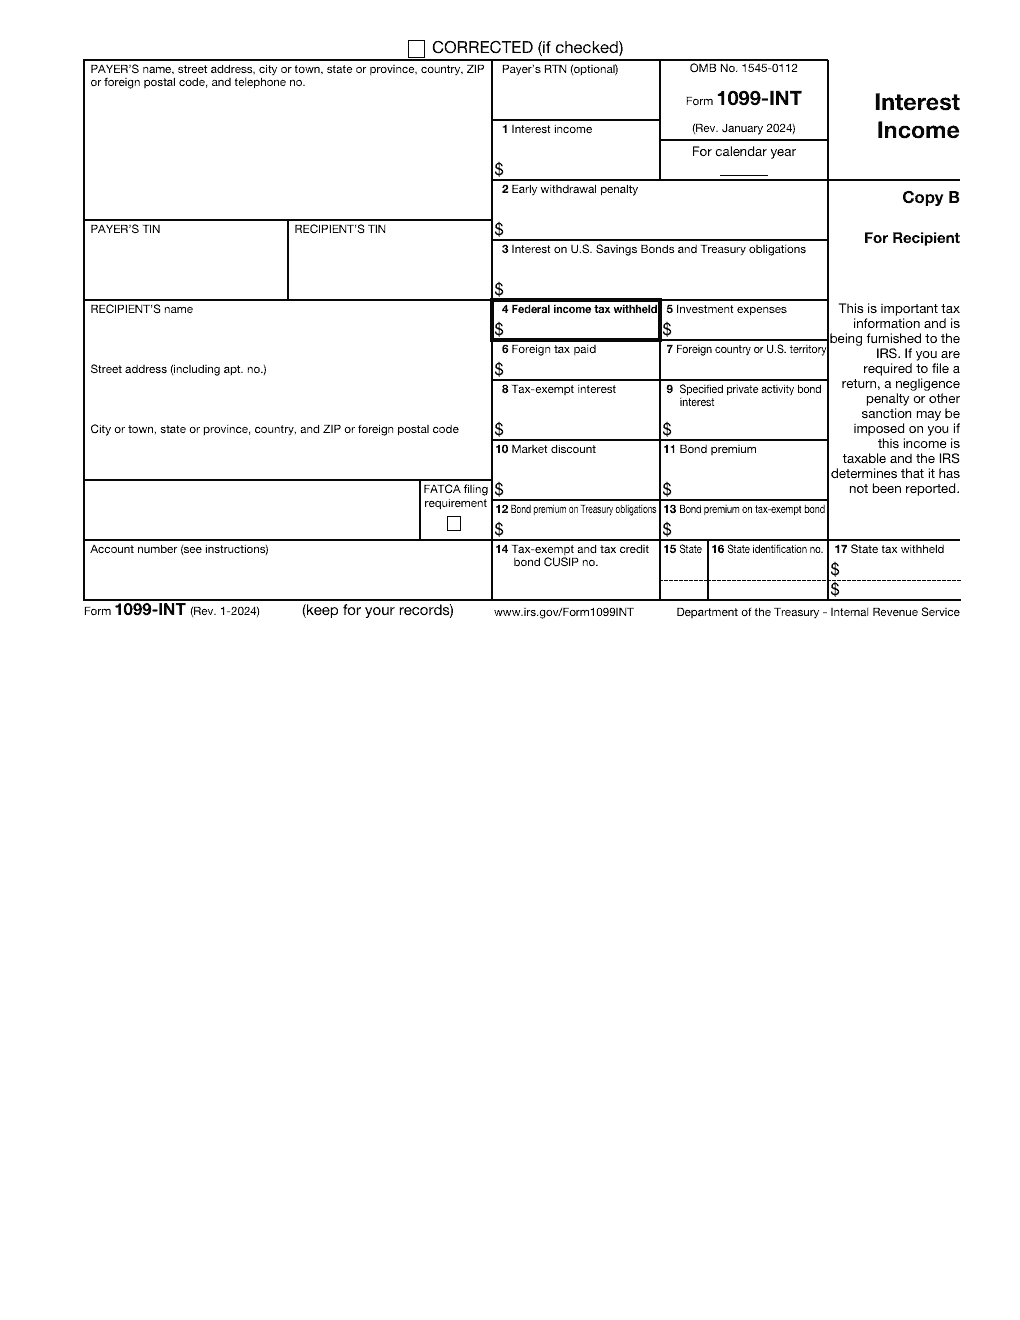 CORRECTED (if checked)
PAYER'S name, street address, city or town, state or province, country, ZIP
or foreign postal code, and telephone no.
Payer's RTN (optional)
OMB No. 1545-0112
Form 1099-INT
(Rev. January 2024)
For calendar year
Interest
Income
1 Interest income
$
2 Early withdrawal penalty
$
Copy B
For Recipient
PAYER'S TIN
RECIPIENT'S TIN
3 Interest on U.S. Savings Bonds and Treasury obligations
$
RECIPIENT'S name
4 Federal income tax withheld
$
5 Investment expenses
$
This is important tax
information and is
being furnished to the
IRS. If you are
required to file a
return, a negligence
penalty or other
sanction may be
imposed on you if
this income is
taxable and the IRS
determines that it has
not been reported.
6 Foreign tax paid
$
7 Foreign country or U.S. territory
Street address (including apt. no.)
8 Tax-exempt interest
$
9 Specified private activity bond
interest
$
City or town, state or province, country, and ZIP or foreign postal code
10 Market discount
$
11 Bond premium
$
FATCA filing
requirement
12 Bond premium on Treasury obligations
$
13 Bond premium on tax-exempt bond
$
Account number (see instructions)
14 Tax-exempt and tax credit
bond CUSIP no.
15 State
16 State identification no.
17 State tax withheld
$
$
Form 1099-INT (Rev. 1-2024)
(keep for your records)
www.irs.gov/Form1099INT
Department of the Treasury - Internal Revenue Service